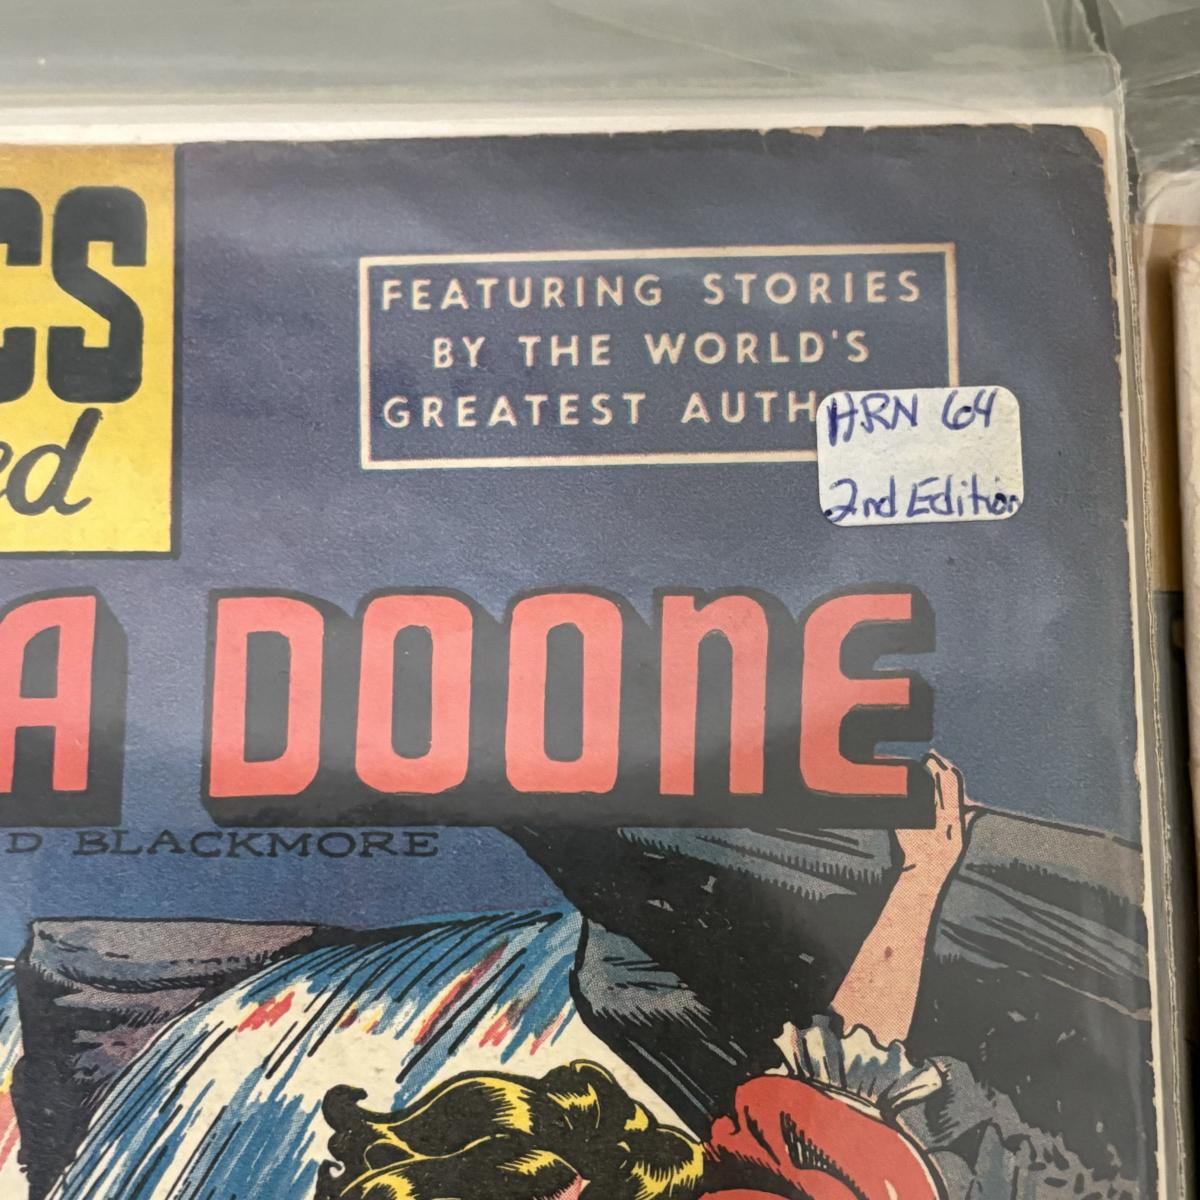 CS
ed
FEATURING STORIES
BY THE WORLD'S
GREATEST AUTH
HRN 64
2nd Edition
A DOONE
D BLACKMORE